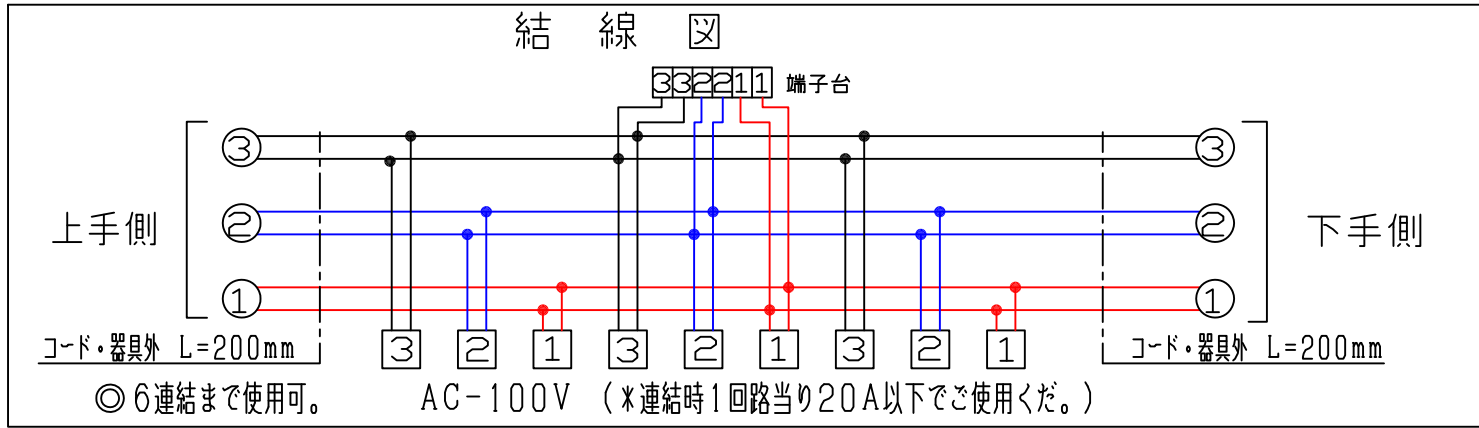 結線図
332211 端子台
③ ③
上手側 ② ② 下手側
① ①
コード・器具外 L=200mm 3 2 1 3 2 1 3 2 1 コード・器具外 L=200mm
◎6連結まで使用可。 AC-100V (*連結時1回路当り20A以下でご使用くだ。)